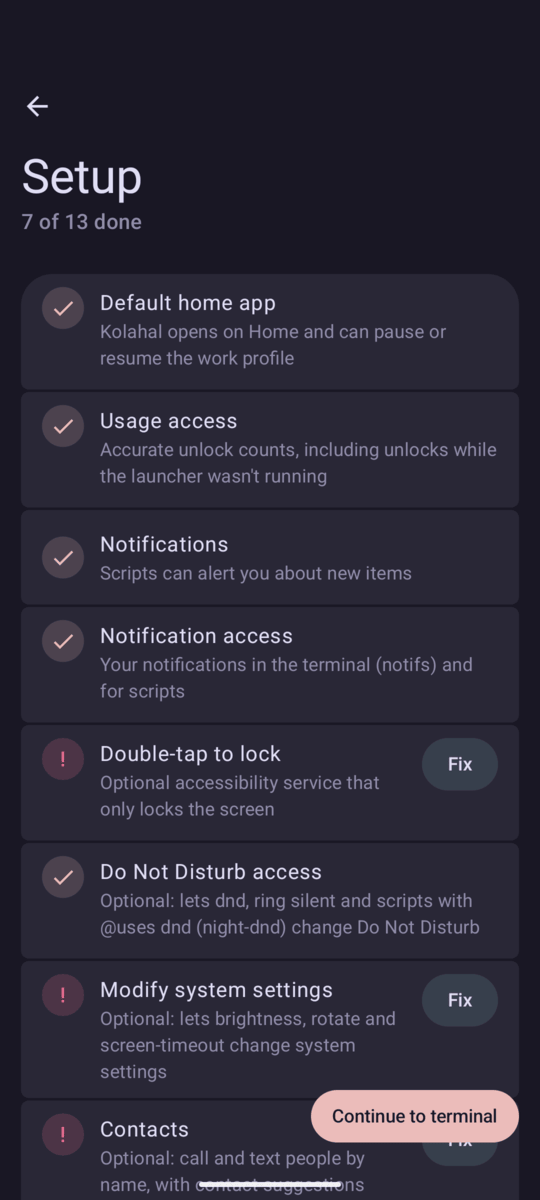 Setup
7 of 13 done
Default home app
Kolahal opens on Home and can pause or
resume the work profile
Usage access
Accurate unlock counts, including unlocks while
the launcher wasn't running
Notifications
Scripts can alert you about new items
Notification access
Your notifications in the terminal (notifs) and
for scripts
!
Double-tap to lock
Optional accessibility service that
only locks the screen
Fix
Do Not Disturb access
Optional: lets dnd, ring silent and scripts with
@uses dnd (night-dnd) change Do Not Disturb
!
Modify system settings
Optional: lets brightness, rotate and
screen-timeout change system
settings
Fix
Continue to terminal
!
Contacts
Optional: call and text people by
name, with contact suggestions
Fix